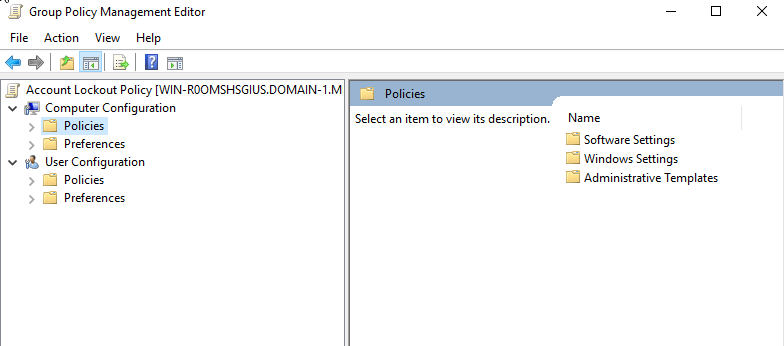 Group Policy Management Editor
File Action View Help
Account Lockout Policy [WIN-R0OMSHSGIUS.DOMAIN-1.M
Computer Configuration
Policies
Preferences
User Configuration
Policies
Preferences
Policies
Select an item to view its description.
Name
Software Settings
Windows Settings
Administrative Templates